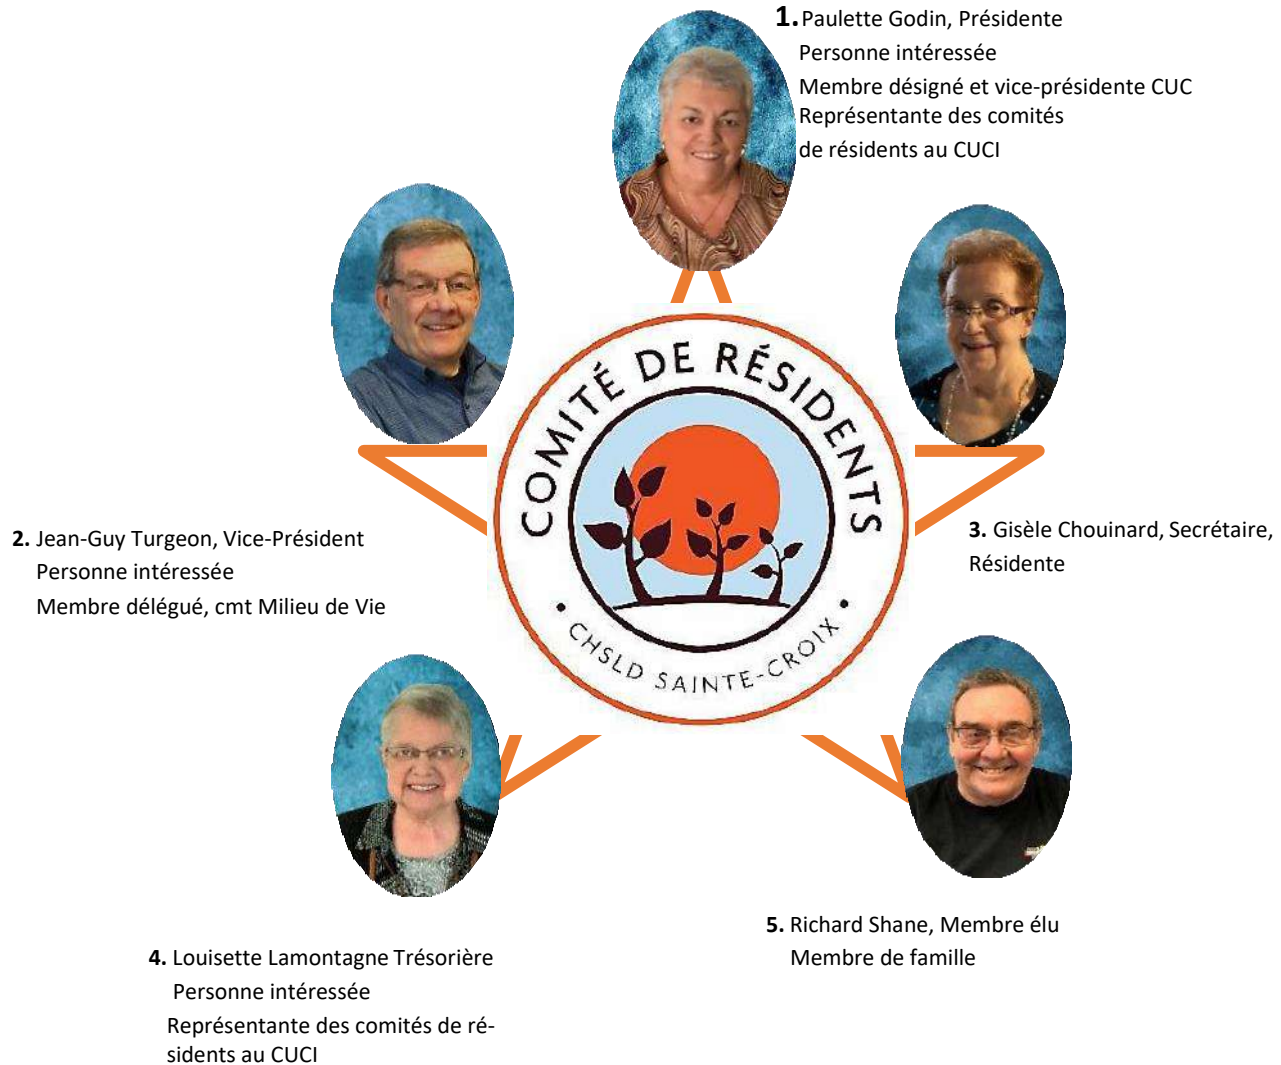 1. Paulette Godin, Présidente
Personne intéressée
Membre désigné et vice-présidente CUC
Représentante des comités
de résidents au CUCI
COMITÉ DE RÉSIDENTS
• CHSLD SAINTE-CROIX •
2. Jean-Guy Turgeon, Vice-Président
Personne intéressée
Membre délégué, cmt Milieu de Vie
3. Gisèle Chouinard, Secrétaire,
Résidente
4. Louisette Lamontagne Trésorière
Personne intéressée
Représentante des comités de ré-
sidents au CUCI
5. Richard Shane, Membre élu
Membre de famille